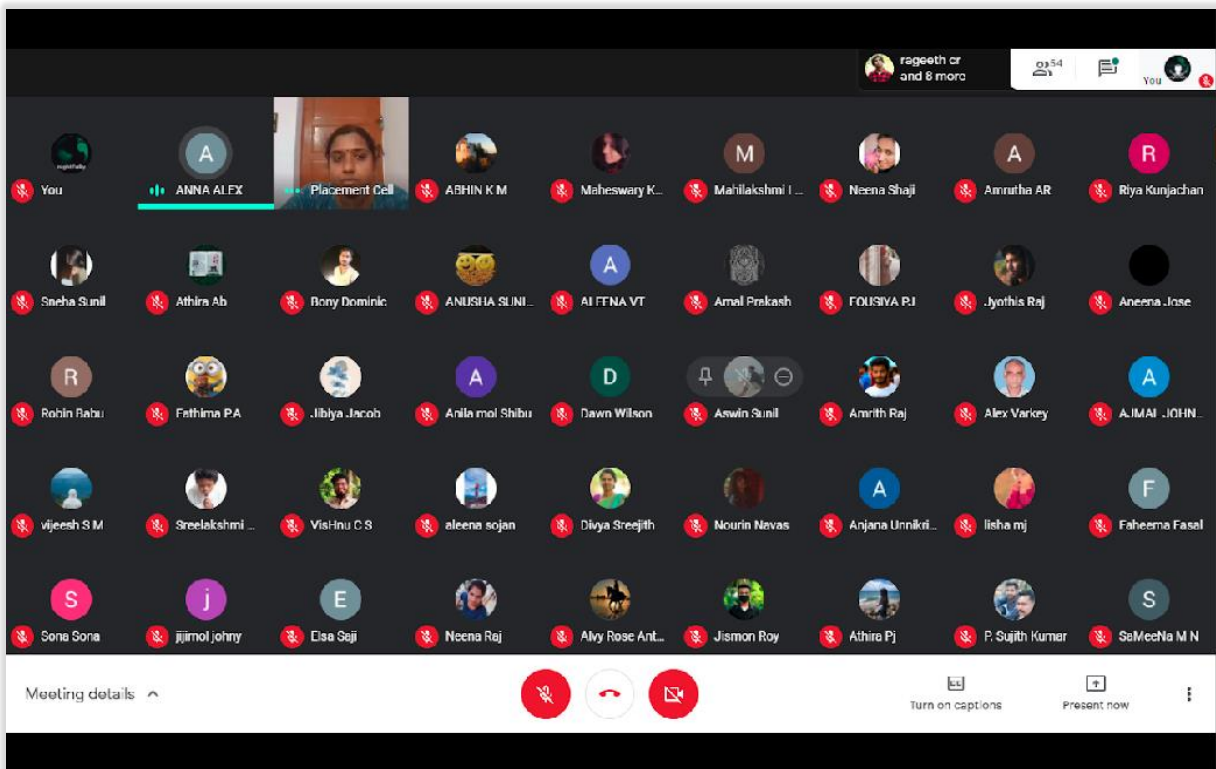 rageeth cr
and 8 more
54
You
You
A
ANNA ALEX
Placement Cell
ABHIN K M
Maheswary K...
M
Mahilakshmi I ...
Neena Shaji
A
Amrutha AR
R
Riya Kunjachan
Sneha Sunil
Athira Ab
Bony Dominic
ANUSHA SUNI...
A
ALEENA VT
Amal Prakash
FOUSIYA P.J
Jyothis Raj
Aneena Jose
R
Robin Babu
Fathima P.A
Jibiya Jacob
A
Anila mol Shibu
D
Dawn Wilson
Aswin Sunil
Amrith Raj
Alex Varkey
A
AJMAL JOHN...
vijeesh S M
Sreelakshmi ...
VisHnu C S
aleena sojan
Divya Sreejith
Nourin Navas
A
Anjana Unnikri...
lisha mj
F
Faheema Fasal
S
Sona Sona
j
jijimol johny
E
Elsa Saji
Neena Raj
Alvy Rose Ant...
Jismon Roy
Athira Pj
P. Sujith Kumar
S
SaMeeNa M N
Meeting details
Turn on captions
Present now